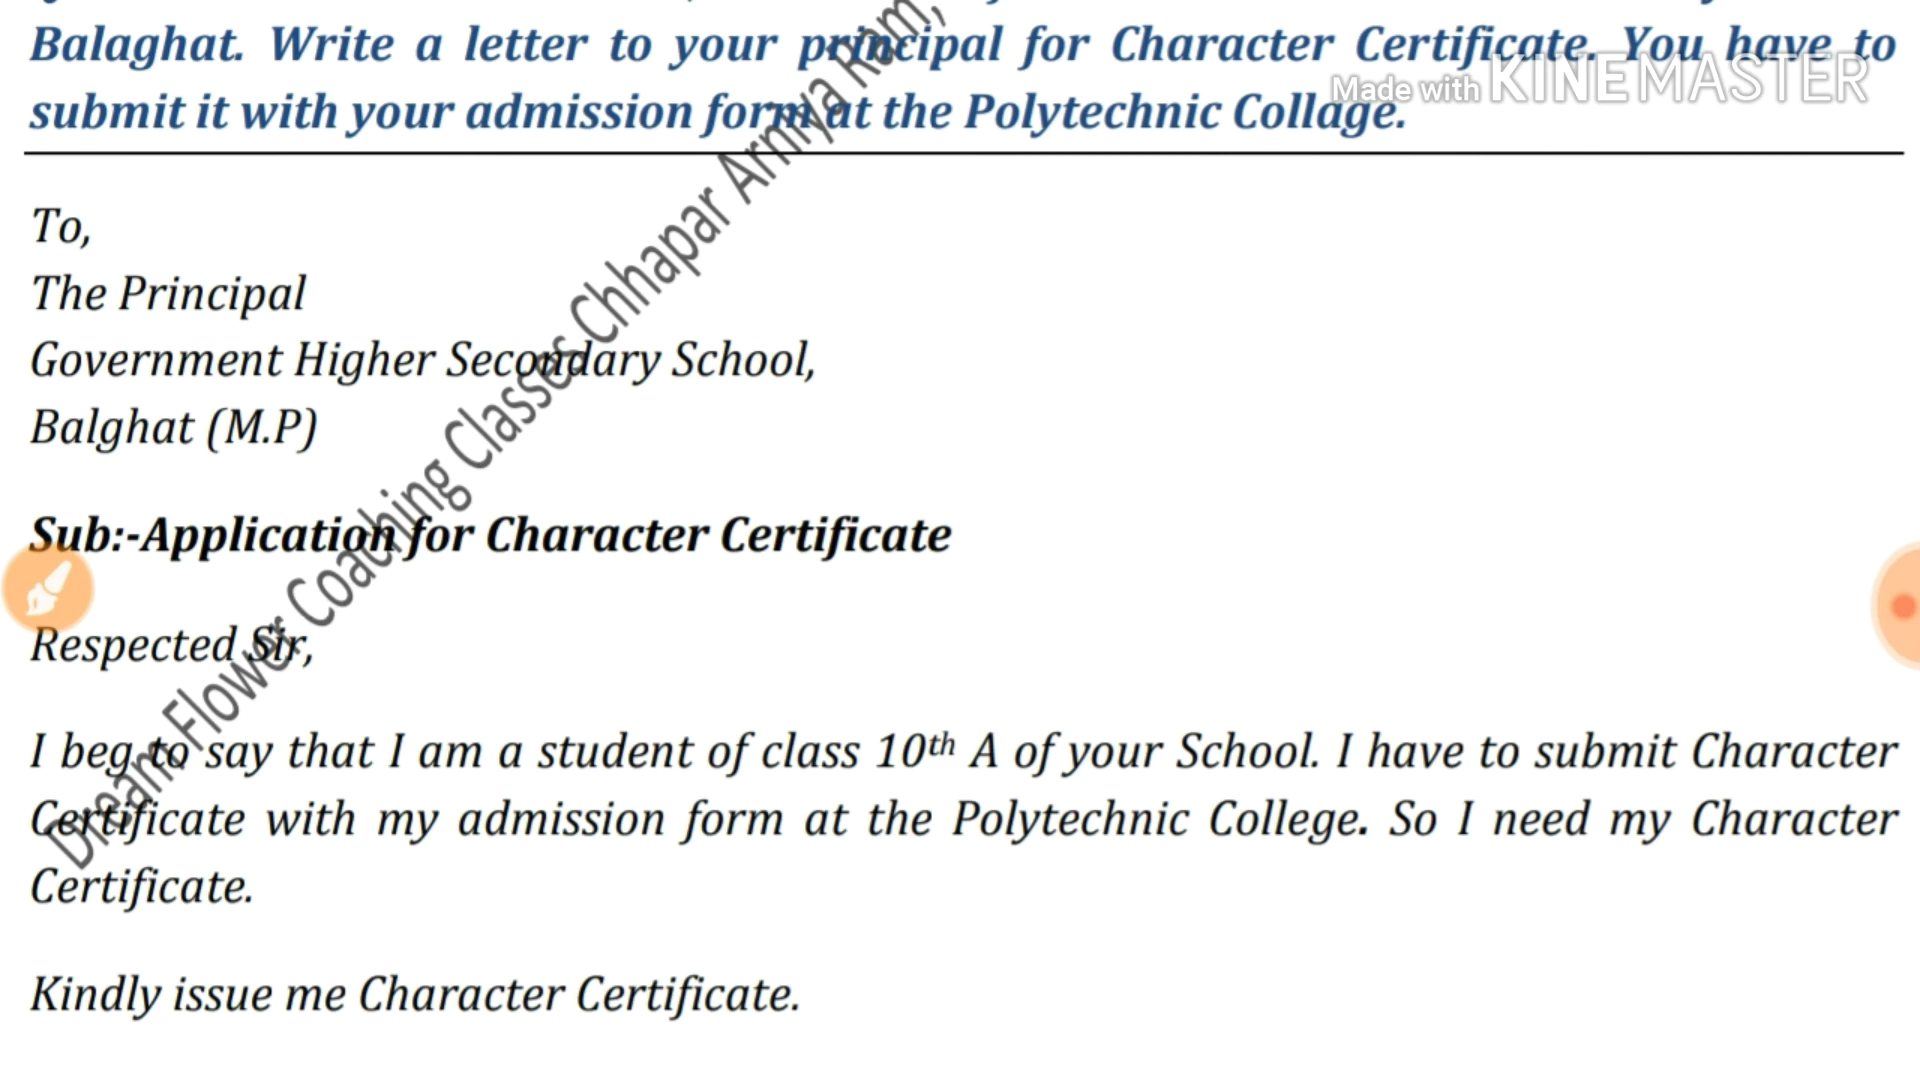 Balaghat. Write a letter to your principal for Character Certificate. You have to
submit it with your admission form at the Polytechnic Collage.
Made with KINEMASTER
To,
The Principal
Government Higher Secondary School,
Balghat (M.P)
Sub:-Application for Character Certificate
Respected Sir,
I beg to say that I am a student of class 10th A of your School. I have to submit Character
Certificate with my admission form at the Polytechnic College. So I need my Character
Certificate.
Kindly issue me Character Certificate.
Dream Flower Coaching Classes Chhapar Arniya Ram,